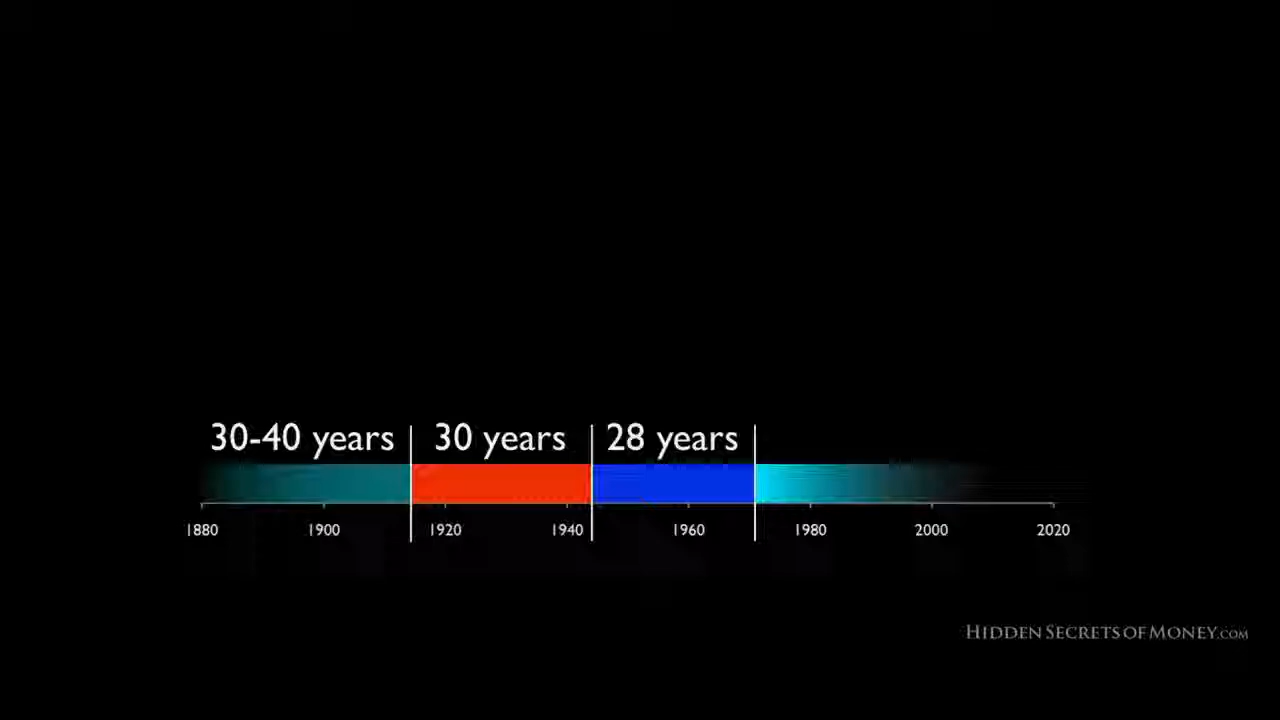 30-40 years 30 years 28 years
1880 1900 1920 1940 1960 1980 2000 2020
HIDDEN SECRETS OF MONEY.COM